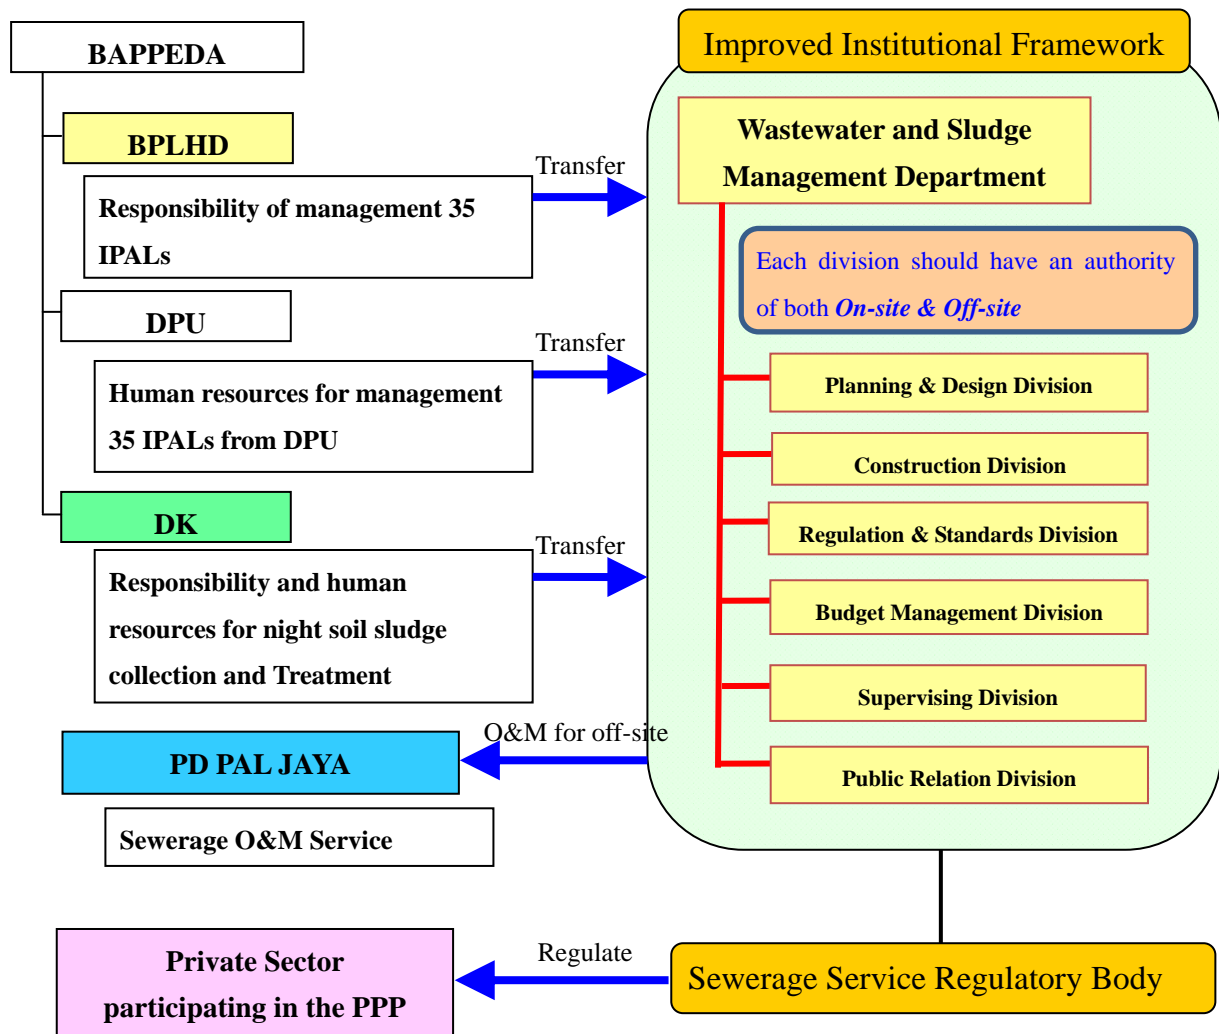 BAPPEDA
BPLHD
Responsibility of management 35
IPALs
Transfer
DPU
Human resources for management
35 IPALs from DPU
Transfer
DK
Responsibility and human
resources for night soil sludge
collection and Treatment
Transfer
PD PAL JAYA
O&M for off-site
Sewerage O&M Service
Private Sector
participating in the PPP
Regulate
Improved Institutional Framework
Wastewater and Sludge
Management Department
Each division should have an authority
of both On-site & Off-site
Planning & Design Division
Construction Division
Regulation & Standards Division
Budget Management Division
Supervising Division
Public Relation Division
Sewerage Service Regulatory Body